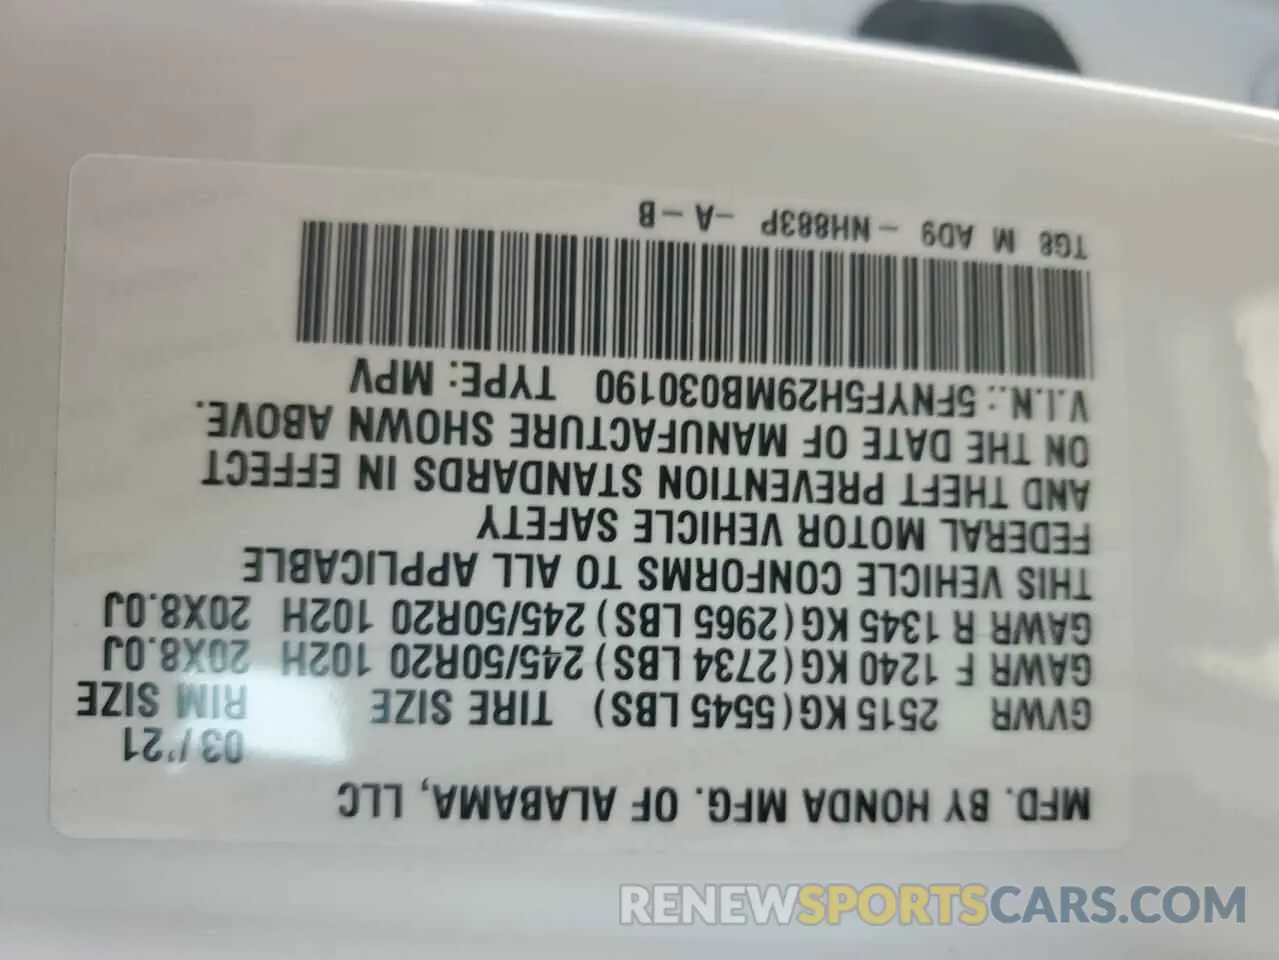 MFD. BY HONDA MFG. OF ALABAMA, LLC
03/'21
GVWR 2515 KG(5545 LBS) TIRE SIZE RIM SIZE
GAWR F 1240 KG(2734 LBS) 245/50R20 102H 20X8.0J
GAWR R 1345 KG(2965 LBS) 245/50R20 102H 20X8.0J
THIS VEHICLE CONFORMS TO ALL APPLICABLE
FEDERAL MOTOR VEHICLE SAFETY
AND THEFT PREVENTION STANDARDS IN EFFECT
ON THE DATE OF MANUFACTURE SHOWN ABOVE.
V.I.N.: 5FNYF5H29MB030190 TYPE: MPV
TG8 M AD9 -NH883P -A-B
RENEWSPORTSCARS.COM